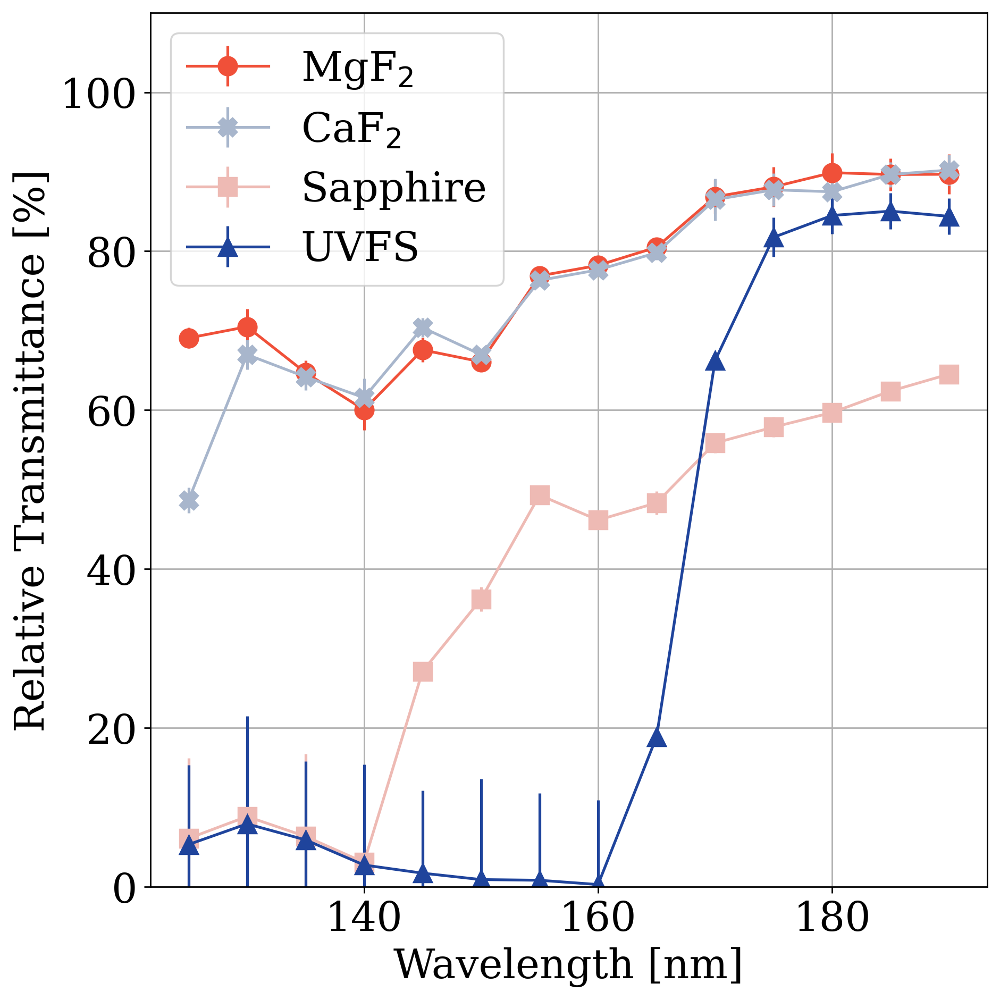 MgF₂
CaF₂
Sapphire
UVFS
Relative Transmittance [%]
100
80
60
40
20
0
140 160 180
Wavelength [nm]